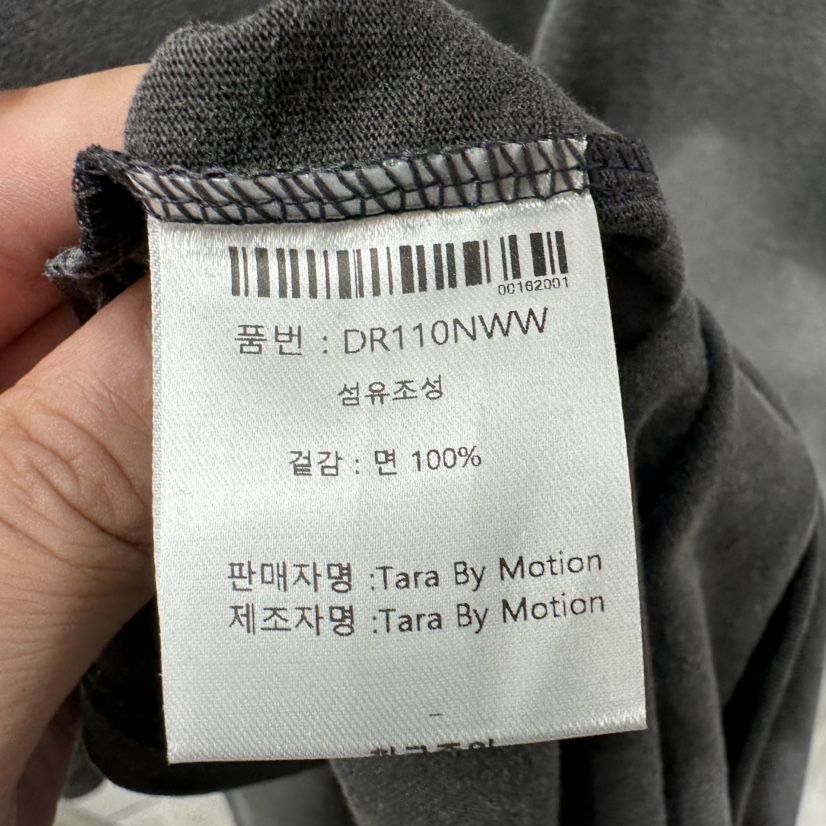 00162001
품번 : DR110NWW
섬유조성
겉감 : 면 100%
판매자명 :Tara By Motion
제조자명 :Tara By Motion